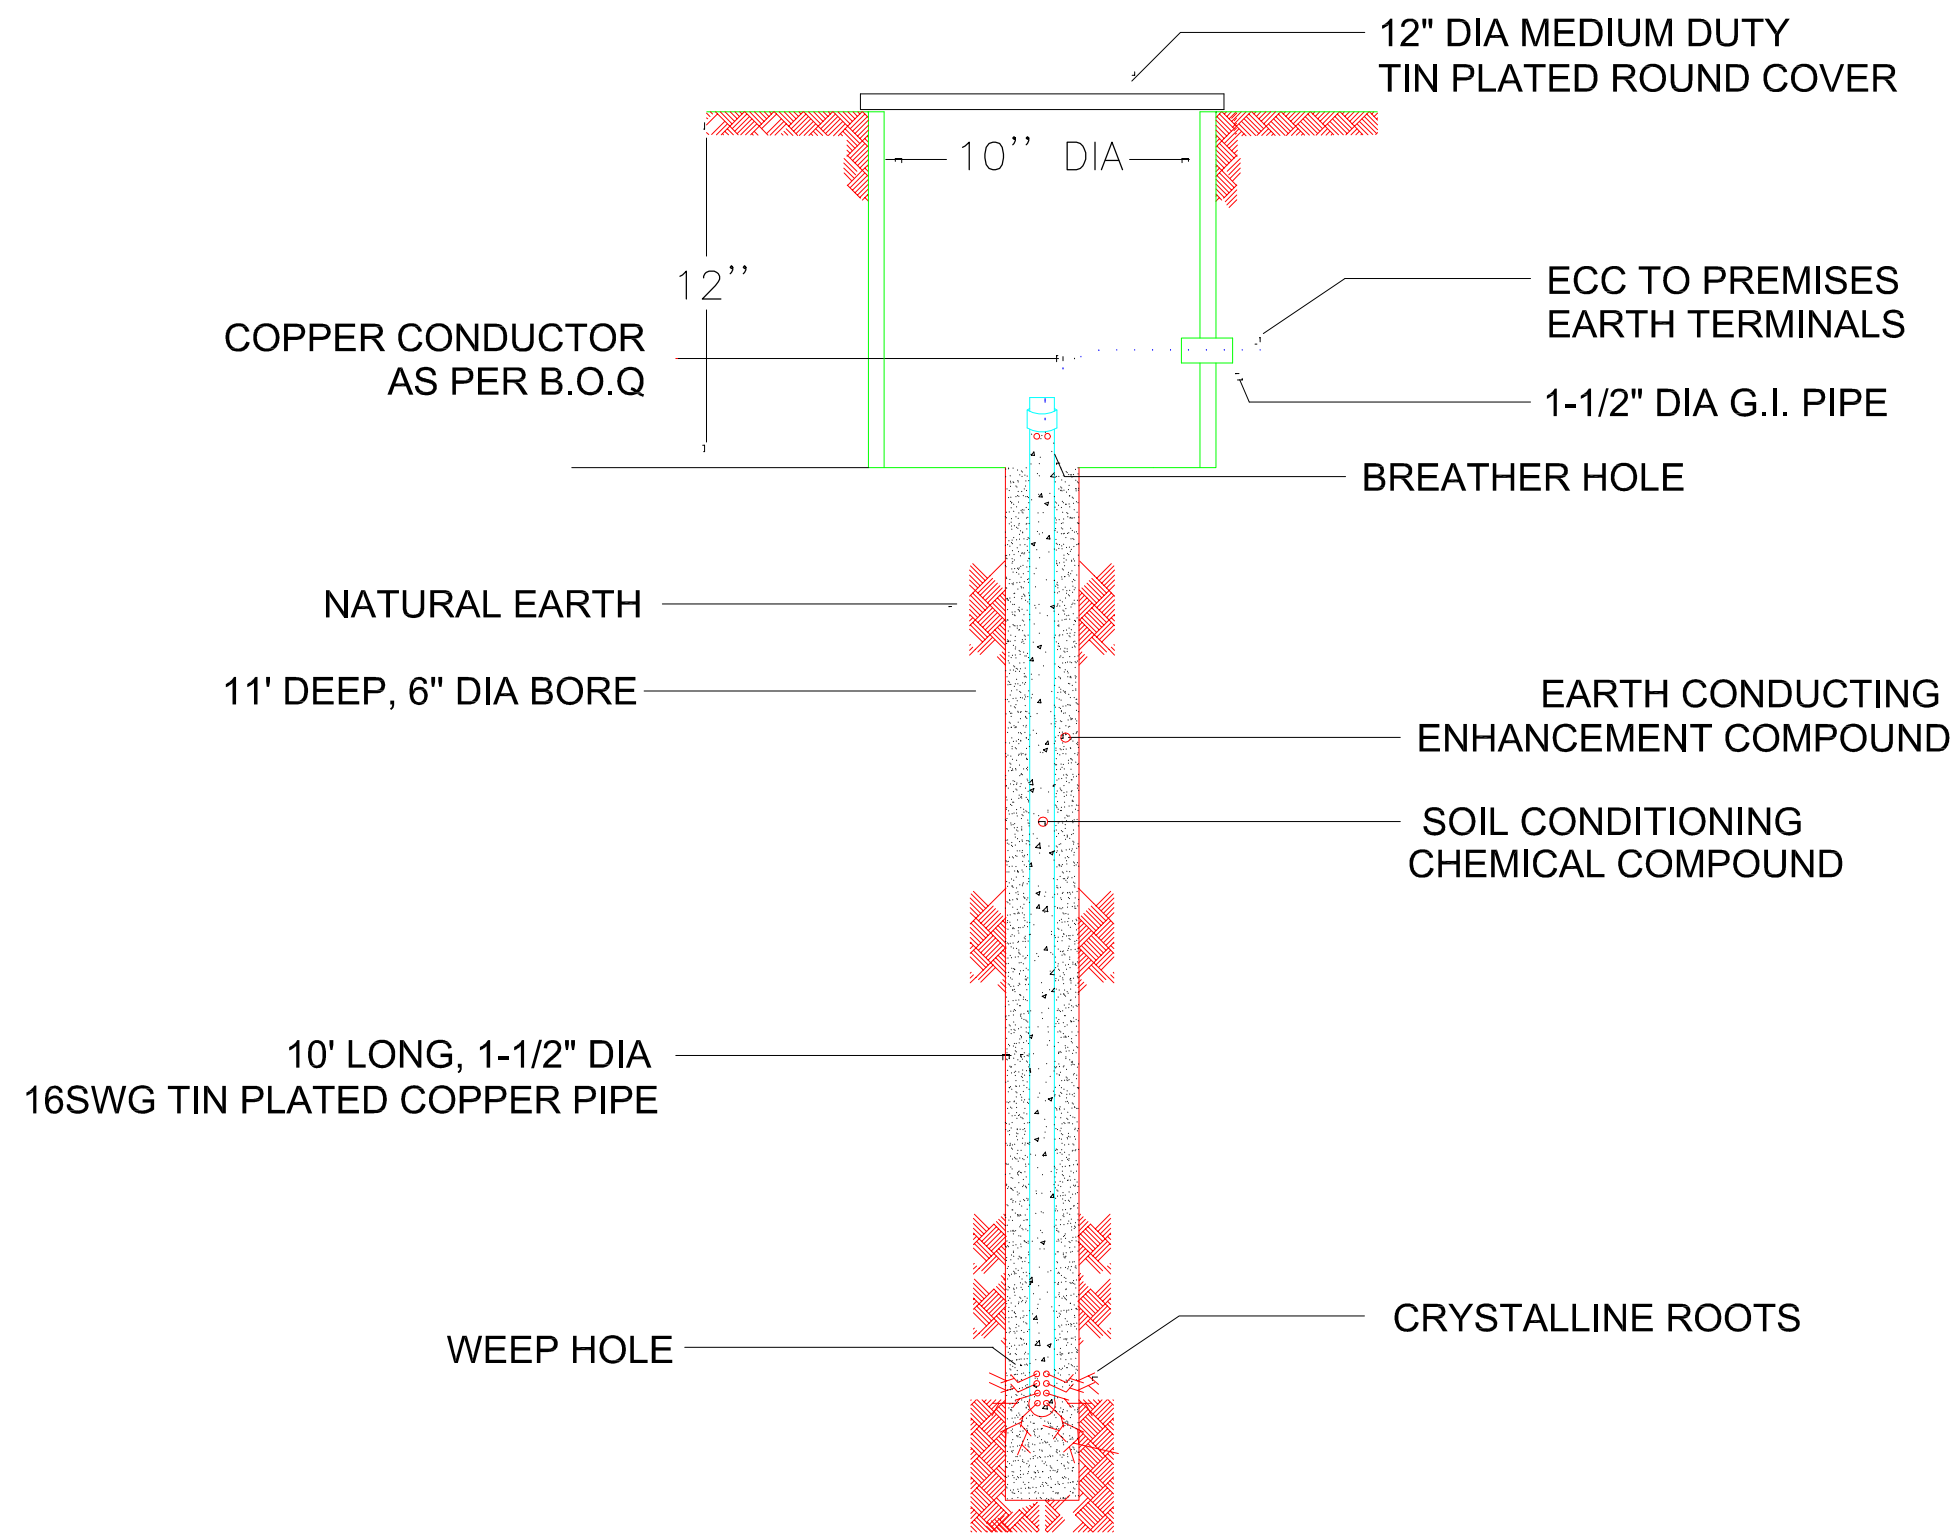 12" DIA MEDIUM DUTY
TIN PLATED ROUND COVER
10’’ DIA
12’’
ECC TO PREMISES
EARTH TERMINALS
COPPER CONDUCTOR
AS PER B.O.Q
1-1/2" DIA G.I. PIPE
BREATHER HOLE
NATURAL EARTH
11' DEEP, 6" DIA BORE
EARTH CONDUCTING
ENHANCEMENT COMPOUND
SOIL CONDITIONING
CHEMICAL COMPOUND
10' LONG, 1-1/2" DIA
16SWG TIN PLATED COPPER PIPE
CRYSTALLINE ROOTS
WEEP HOLE